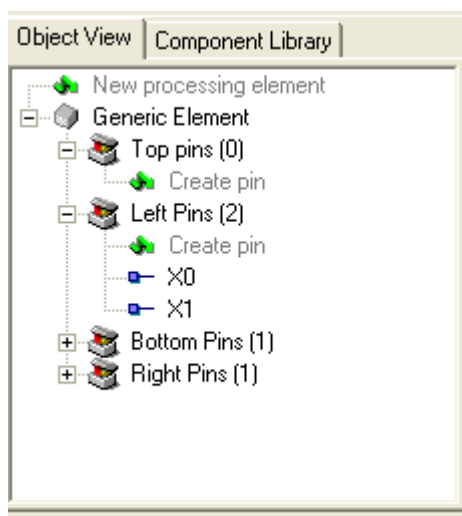 Object View Component Library
New processing element
Generic Element
Top pins (0)
Create pin
Left Pins (2)
Create pin
X0
X1
Bottom Pins (1)
Right Pins (1)